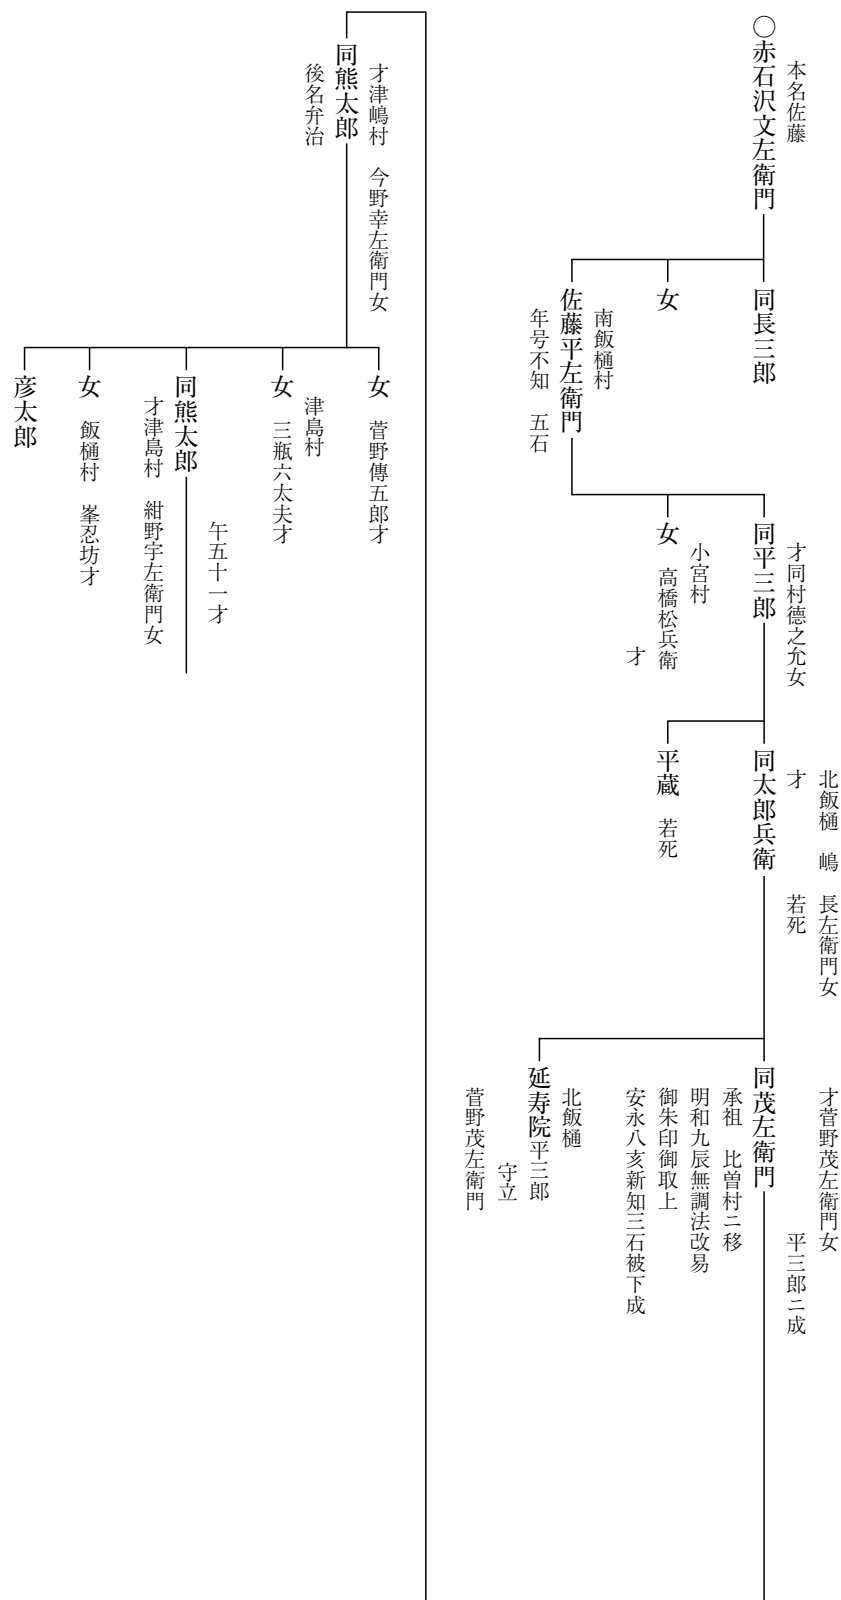 本名佐藤
〇赤石沢文左衛門
同長三郎
女
南飯樋村
佐藤平左衛門
年号不知　五石
才同村德之允女
同平三郎
小宮村
女　高橋松兵衛
才
北飯樋　嶋　長左衛門女
才　　　　若死
同太郎兵衛
平蔵　若死
才菅野茂左衛門女
平三郎ニ成
同茂左衛門
承祖　比曽村ニ移
明和九辰無調法改易
御朱印御取上
安永八亥新知三石被下成
北飯樋
延寿院平三郎
守立
菅野茂左衛門
才津嶋村　今野幸左衛門女
同熊太郎
後名弁治
女　菅野傳五郎才
津島村
女　三瓶六太夫才
午五十一才
同熊太郎
才津島村　紺野宇左衛門女
女　飯樋村　峯忍坊才
彦太郎